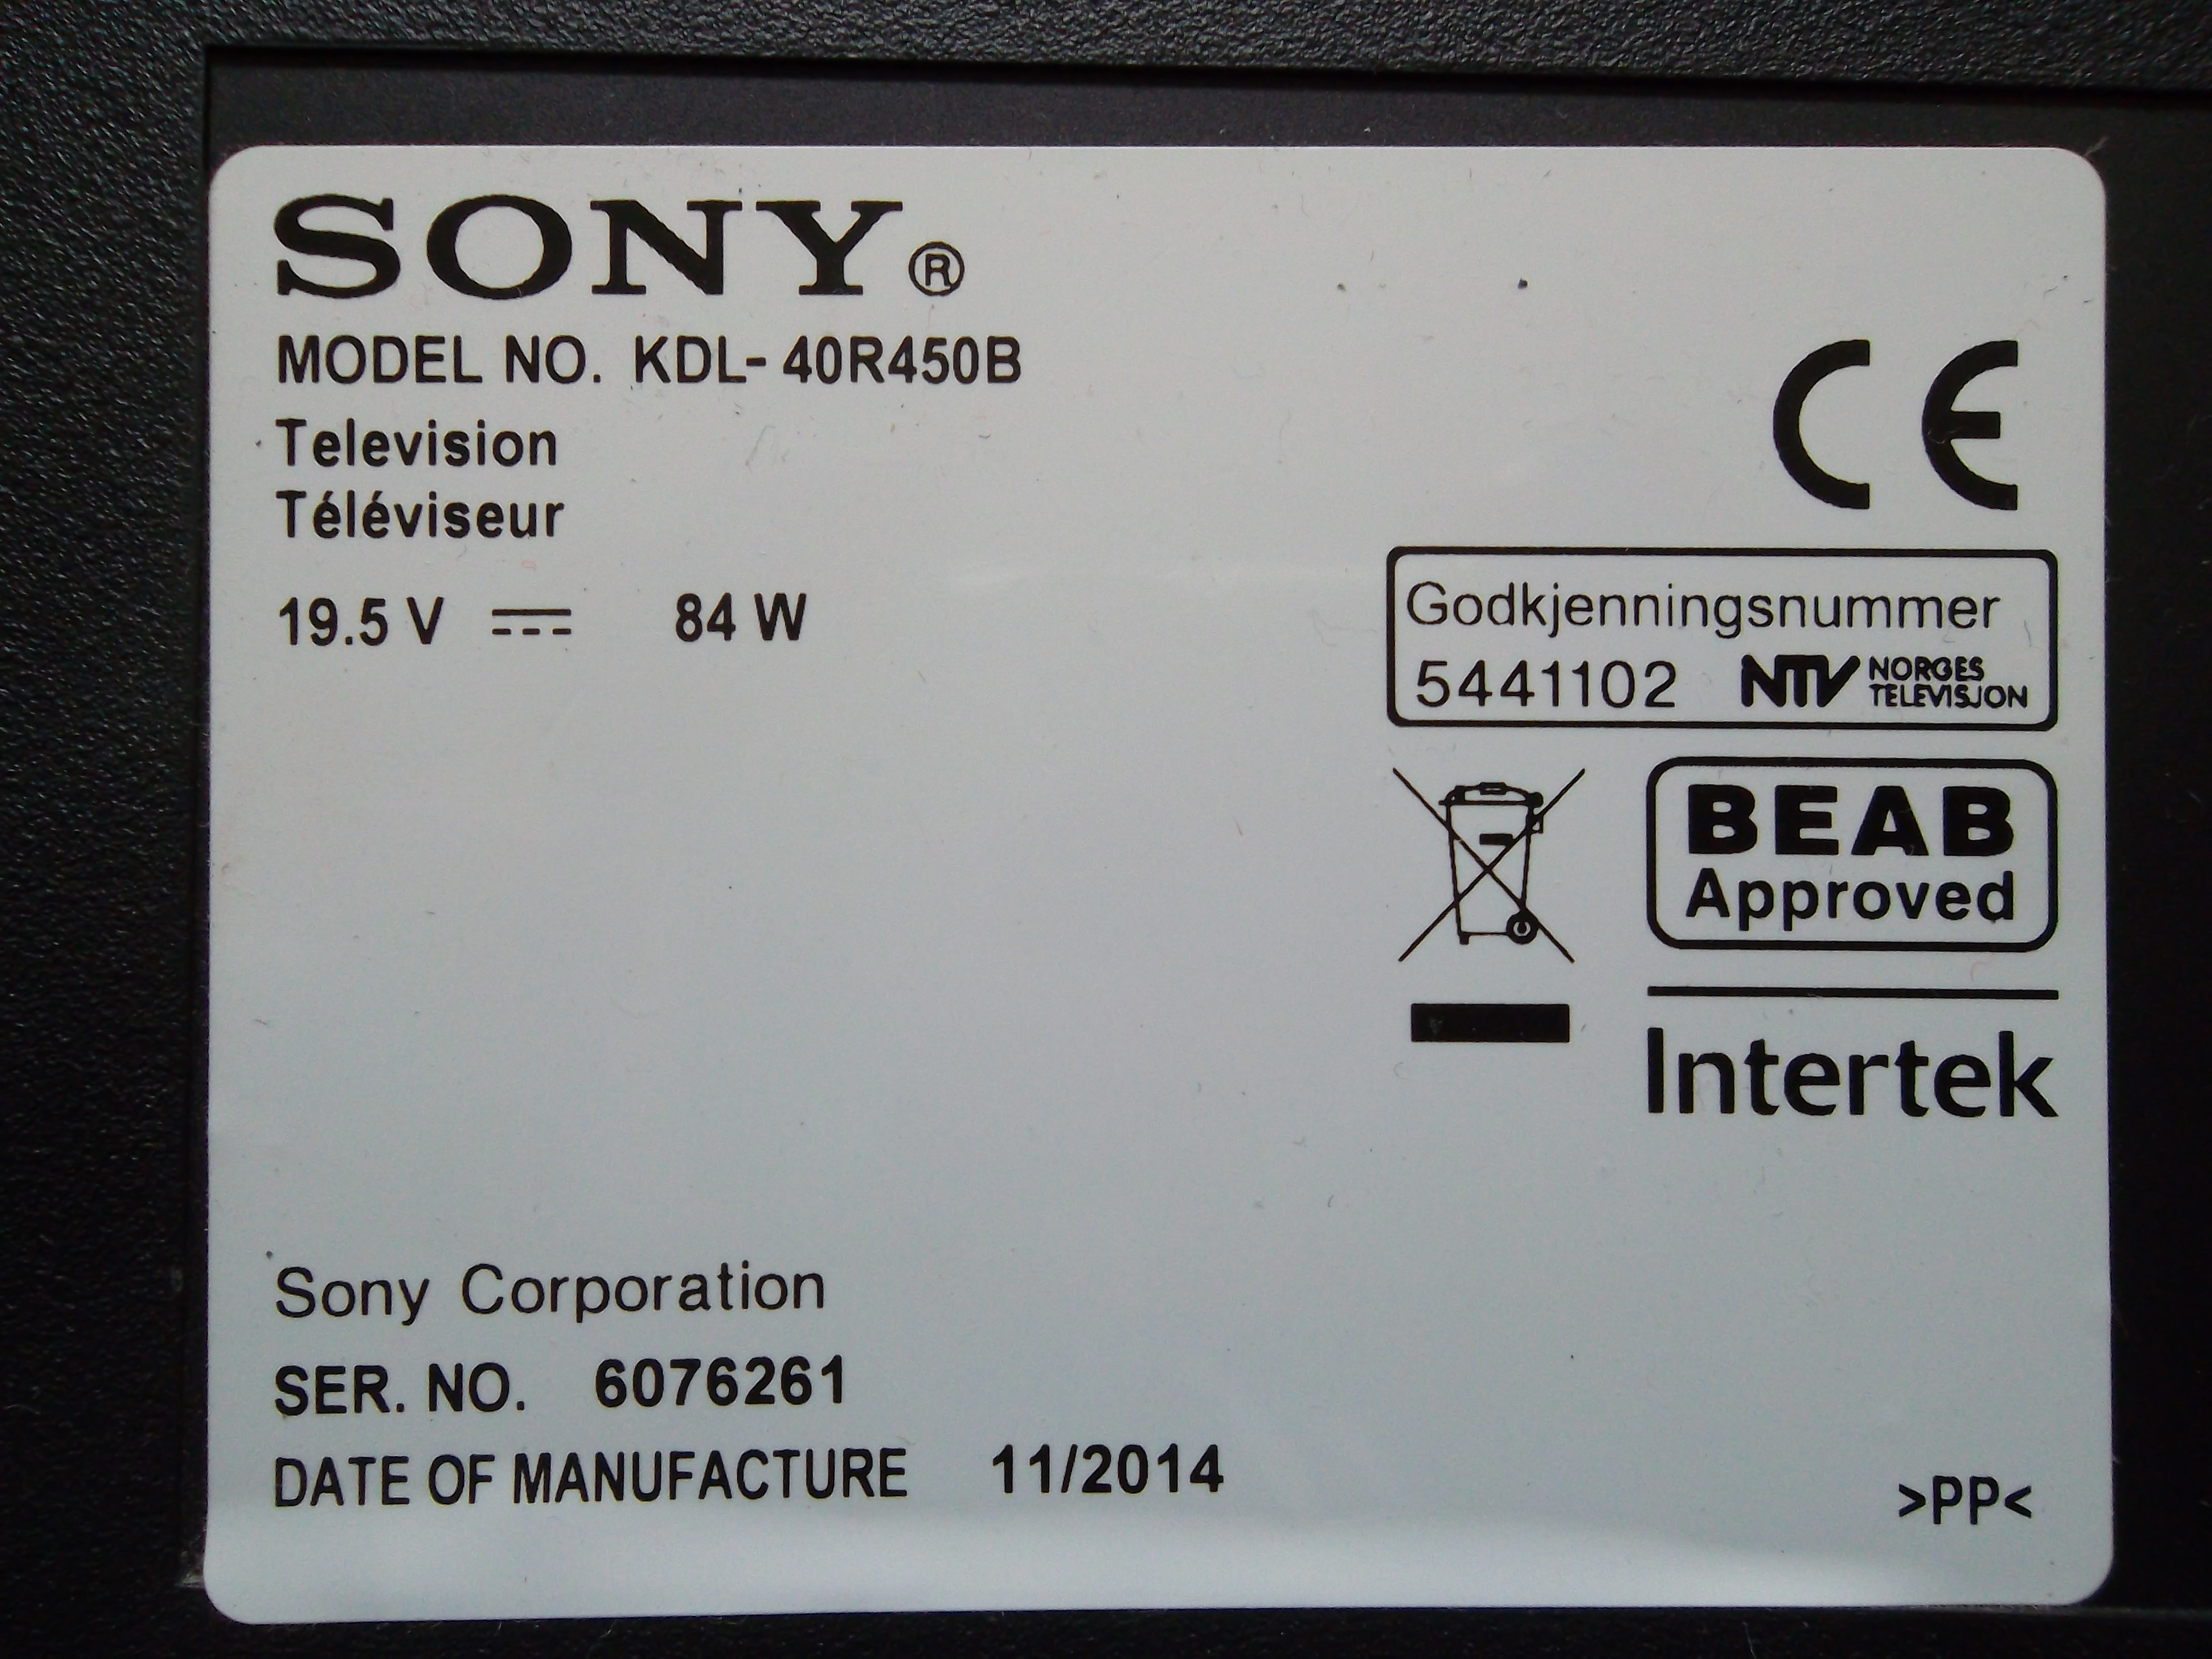 SONY®
MODEL NO. KDL-40R450B
Television
Téléviseur
19.5 V 84 W
CE
Godkjenningsnummer
5441102 NTV NORGES
TELEVISJON
BEAB
Approved
Intertek
Sony Corporation
SER. NO. 6076261
DATE OF MANUFACTURE 11/2014
>PP<